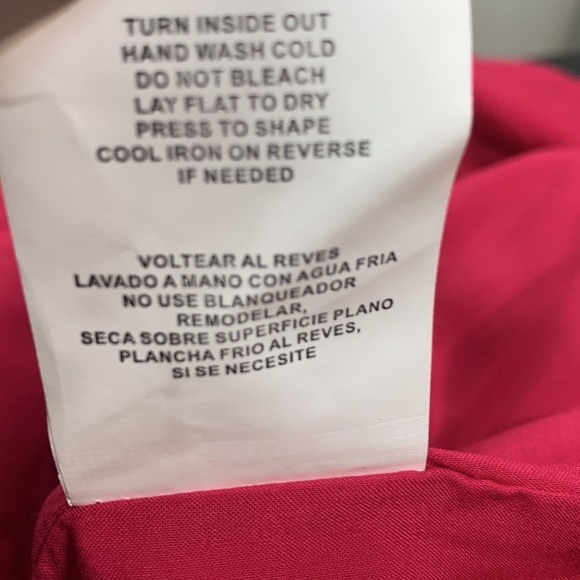 TURN INSIDE OUT
HAND WASH COLD
DO NOT BLEACH
LAY FLAT TO DRY
PRESS TO SHAPE
COOL IRON ON REVERSE
IF NEEDED
VOLTEAR AL REVES
LAVADO A MANO CON AGUA FRIA
NO USE BLANQUEADOR
REMODELAR,
SECA SOBRE SUPERFICIE PLANO
PLANCHA FRIO AL REVES,
SI SE NECESITE